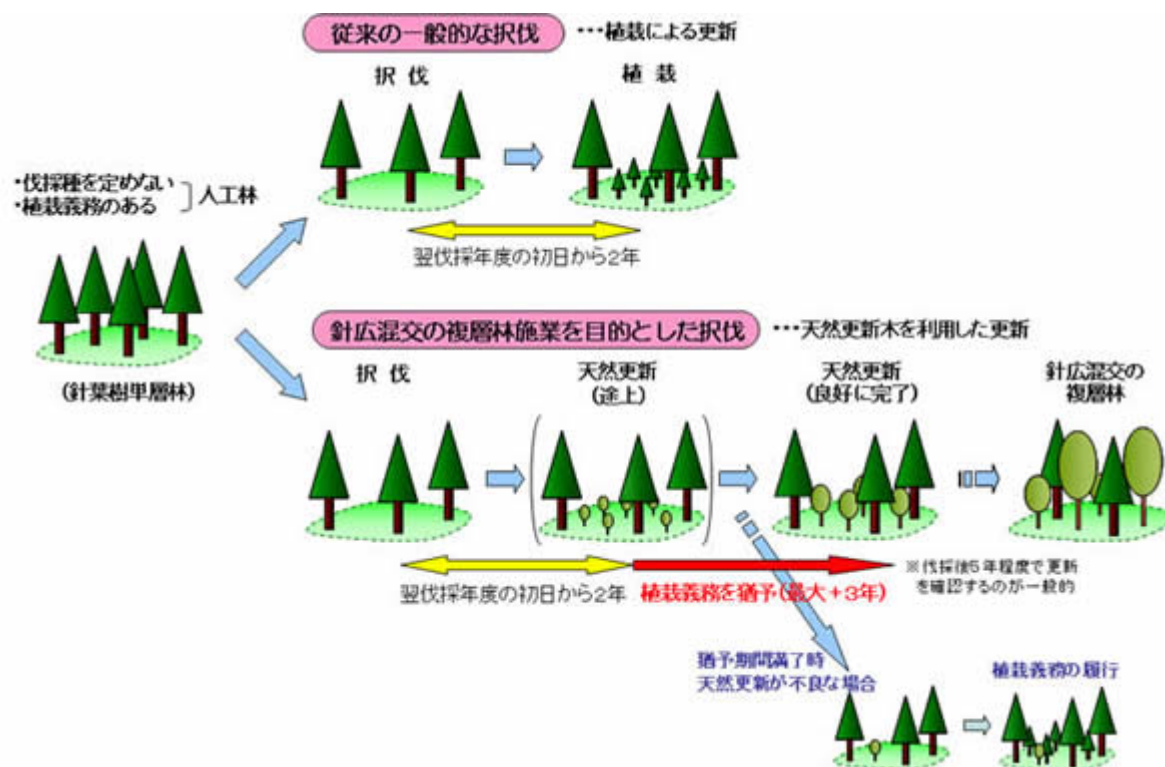 従来の一般的な択伐 ･･･植栽による更新
択 伐
植 栽
・伐採種を定めない
・植栽義務のある
人工林
翌伐採年度の初日から2年
(針葉樹単層林)
針広混交の複層林施業を目的とした択伐 ･･･天然更新木を利用した更新
択 伐
天然更新
(途上)
天然更新
(良好に完了)
針広混交の
複層林
翌伐採年度の初日から2年
植栽義務を猶予(最大+3年)
※伐採後5年程度で更新
を確認するのが一般的
猶予期間満了時
天然更新が不良な場合
植栽義務の履行